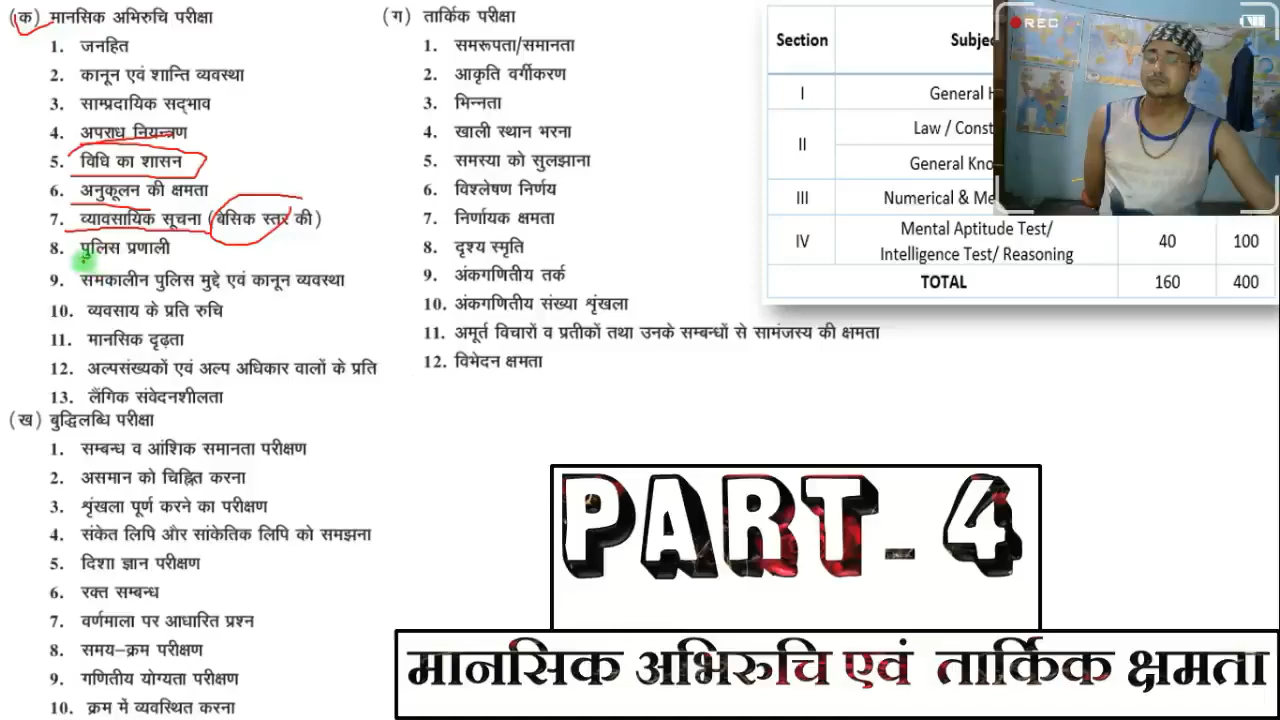 (क) मानसिक अभिरुचि परीक्षा
1. जनहित
2. कानून एवं शान्ति व्यवस्था
3. साम्प्रदायिक सद्भाव
4. अपराध नियन्त्रण
5. विधि का शासन
6. अनुकूलन की क्षमता
7. व्यावसायिक सूचना (बेसिक स्तर की)
8. पुलिस प्रणाली
9. समकालीन पुलिस मुद्दे एवं कानून व्यवस्था
10. व्यवसाय के प्रति रुचि
11. मानसिक दृढ़ता
12. अल्पसंख्यकों एवं अल्प अधिकार वालों के प्रति
13. लैंगिक संवेदनशीलता
(ख) बुद्धिलब्धि परीक्षा
1. सम्बन्ध व आंशिक समानता परीक्षण
2. असमान को चिह्नित करना
3. शृंखला पूर्ण करने का परीक्षण
4. संकेत लिपि और सांकेतिक लिपि को समझना
5. दिशा ज्ञान परीक्षण
6. रक्त सम्बन्ध
7. वर्णमाला पर आधारित प्रश्न
8. समय-क्रम परीक्षण
9. गणितीय योग्यता परीक्षण
10. क्रम में व्यवस्थित करना
(ग) तार्किक परीक्षा
1. समरूपता/समानता
2. आकृति वर्गीकरण
3. भिन्नता
4. खाली स्थान भरना
5. समस्या को सुलझाना
6. विश्लेषण निर्णय
7. निर्णायक क्षमता
8. दृश्य स्मृति
9. अंकगणितीय तर्क
10. अंकगणितीय संख्या शृंखला
11. अमूर्त विचारों व प्रतीकों तथा उनके सम्बन्धों से सामंजस्य की क्षमता
12. विभेदन क्षमता
Section Subjec
I General H
II Law / Const
General Kno
III Numerical & Me
IV Mental Aptitude Test/
Intelligence Test/ Reasoning 40 100
TOTAL 160 400
REC
PART-4
मानसिक अभिरुचि एवं तार्किक क्षमता